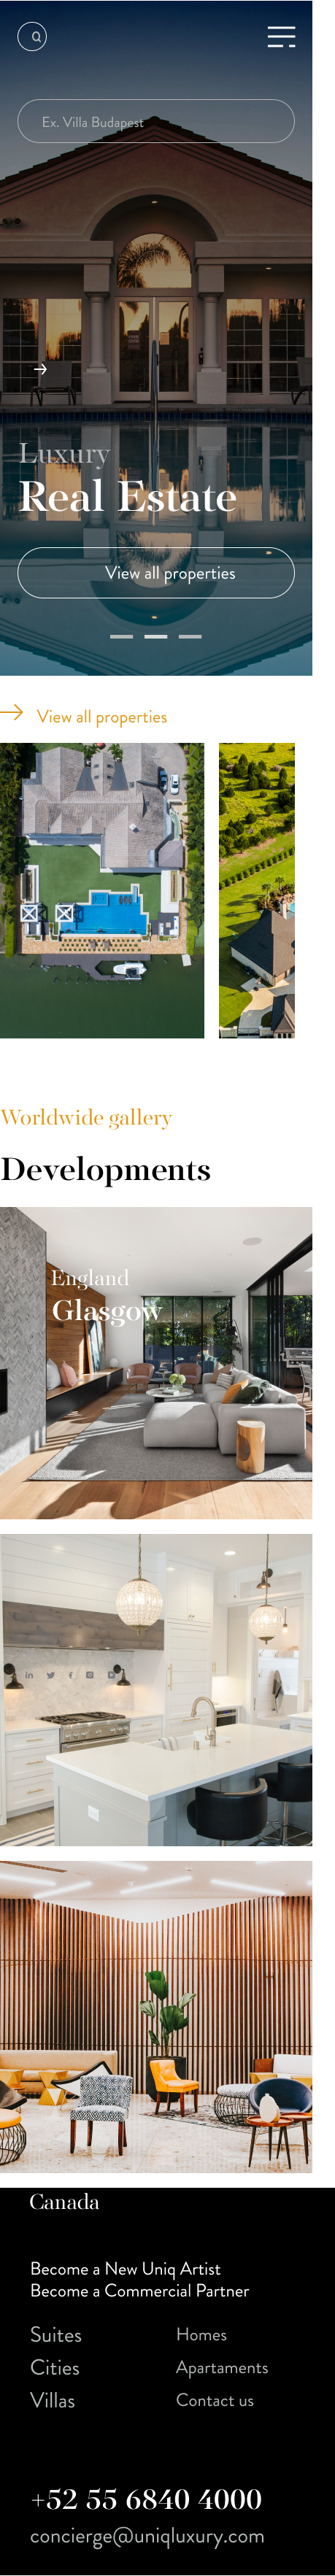 Ex. Villa Budapest
Luxury
Real Estate
View all properties
View all properties
Worldwide gallery
Developments
England
Glasgow
Canada
Become a New Uniq Artist
Become a Commercial Partner
Suites
Homes
Cities
Apartaments
Villas
Contact us
+52 55 6840 4000
concierge@uniqluxury.com